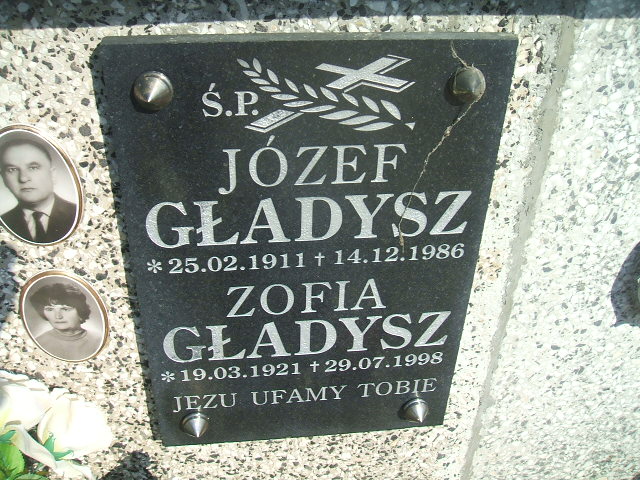 Ś.P.
JÓZEF
GŁADYSZ
* 25.02.1911 † 14.12.1986
ZOFIA
GŁADYSZ
* 19.03.1921 † 29.07.1998
JEZU UFAMY TOBIE